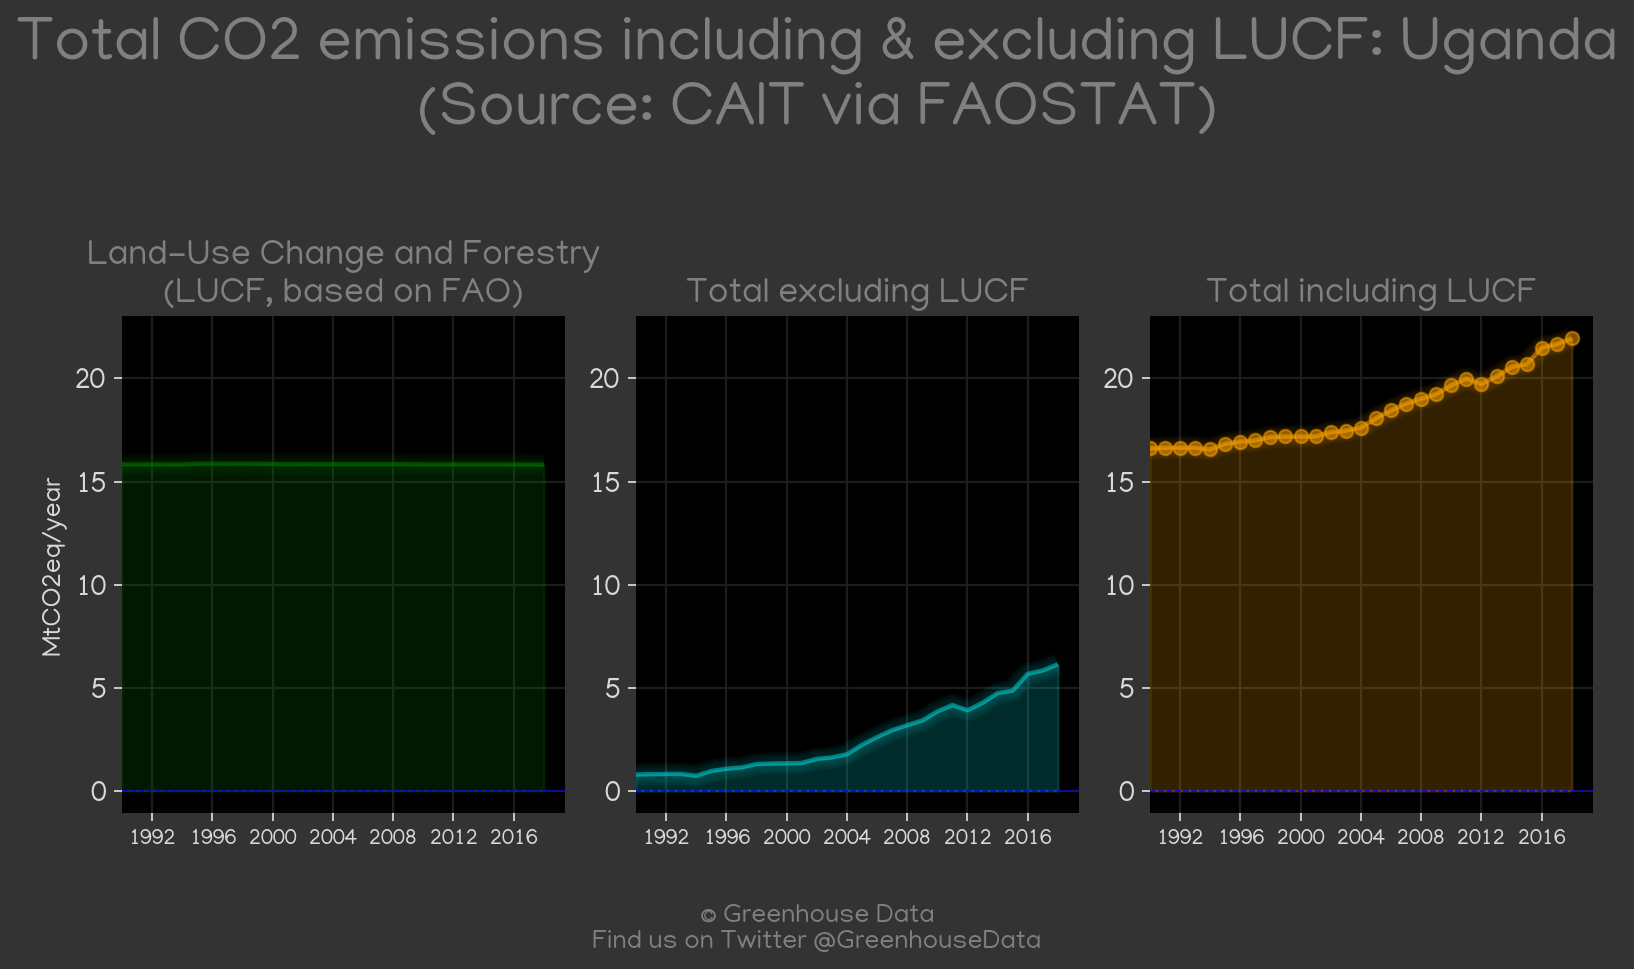 Total CO2 emissions including & excluding LUCF: Uganda
(Source: CAIT via FAOSTAT)
Land-Use Change and Forestry
(LUCF, based on FAO)
MtCO2eq/year
20
15
10
5
0
1992 1996 2000 2004 2008 2012 2016
Total excluding LUCF
20
15
10
5
0
1992 1996 2000 2004 2008 2012 2016
Total including LUCF
20
15
10
5
0
1992 1996 2000 2004 2008 2012 2016
© Greenhouse Data
Find us on Twitter @GreenhouseData